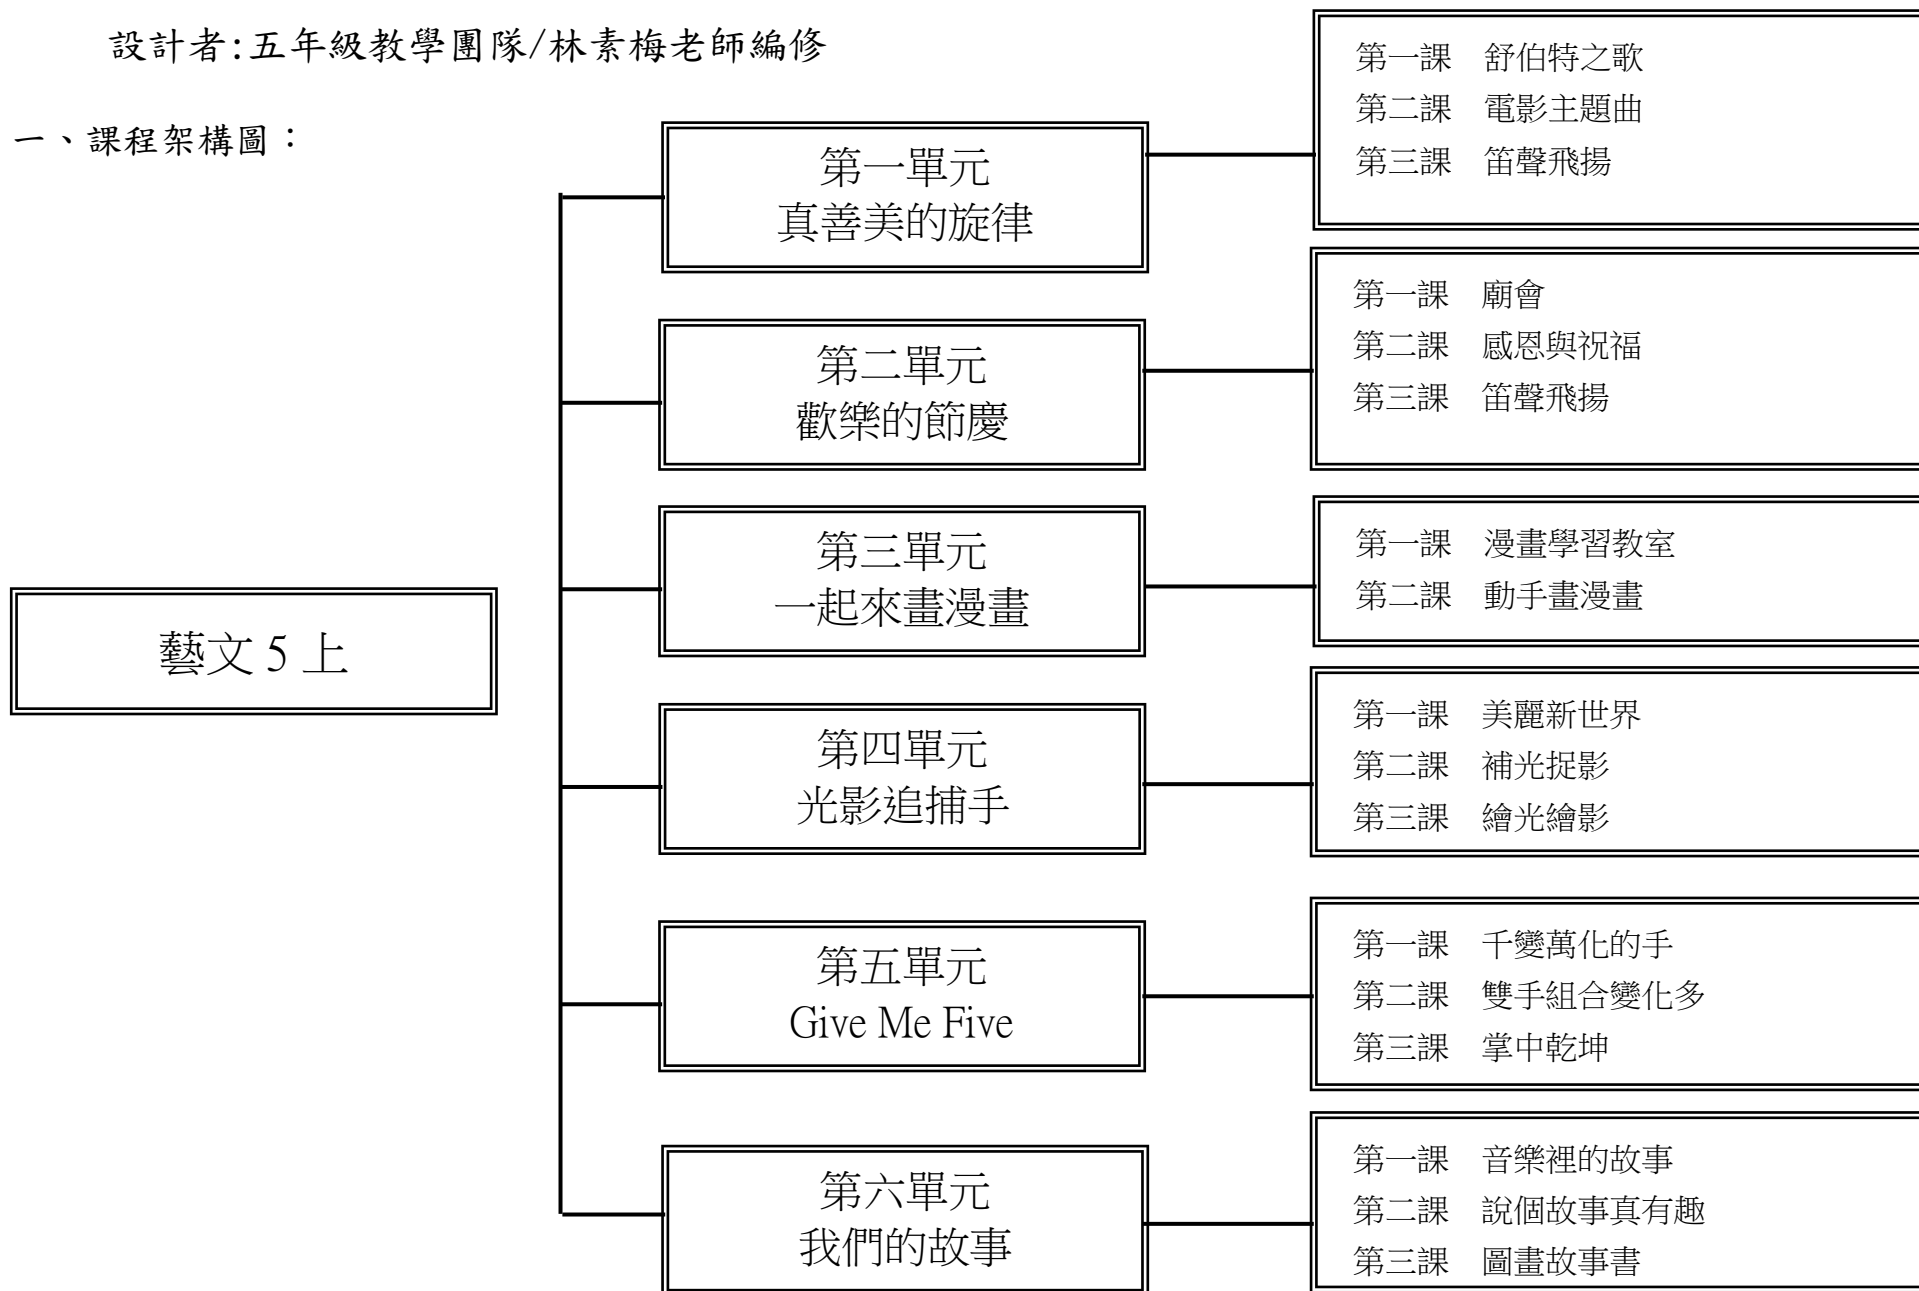 設計者:五年級教學團隊/林素梅老師編修
一、課程架構圖：
藝文 5 上
第一單元
真善美的旋律
第一課 舒伯特之歌
第二課 電影主題曲
第三課 笛聲飛揚
第二單元
歡樂的節慶
第一課 廟會
第二課 感恩與祝福
第三課 笛聲飛揚
第三單元
一起來畫漫畫
第一課 漫畫學習教室
第二課 動手畫漫畫
第四單元
光影追捕手
第一課 美麗新世界
第二課 補光捉影
第三課 繪光繪影
第五單元
Give Me Five
第一課 千變萬化的手
第二課 雙手組合變化多
第三課 掌中乾坤
第六單元
我們的故事
第一課 音樂裡的故事
第二課 說個故事真有趣
第三課 圖畫故事書